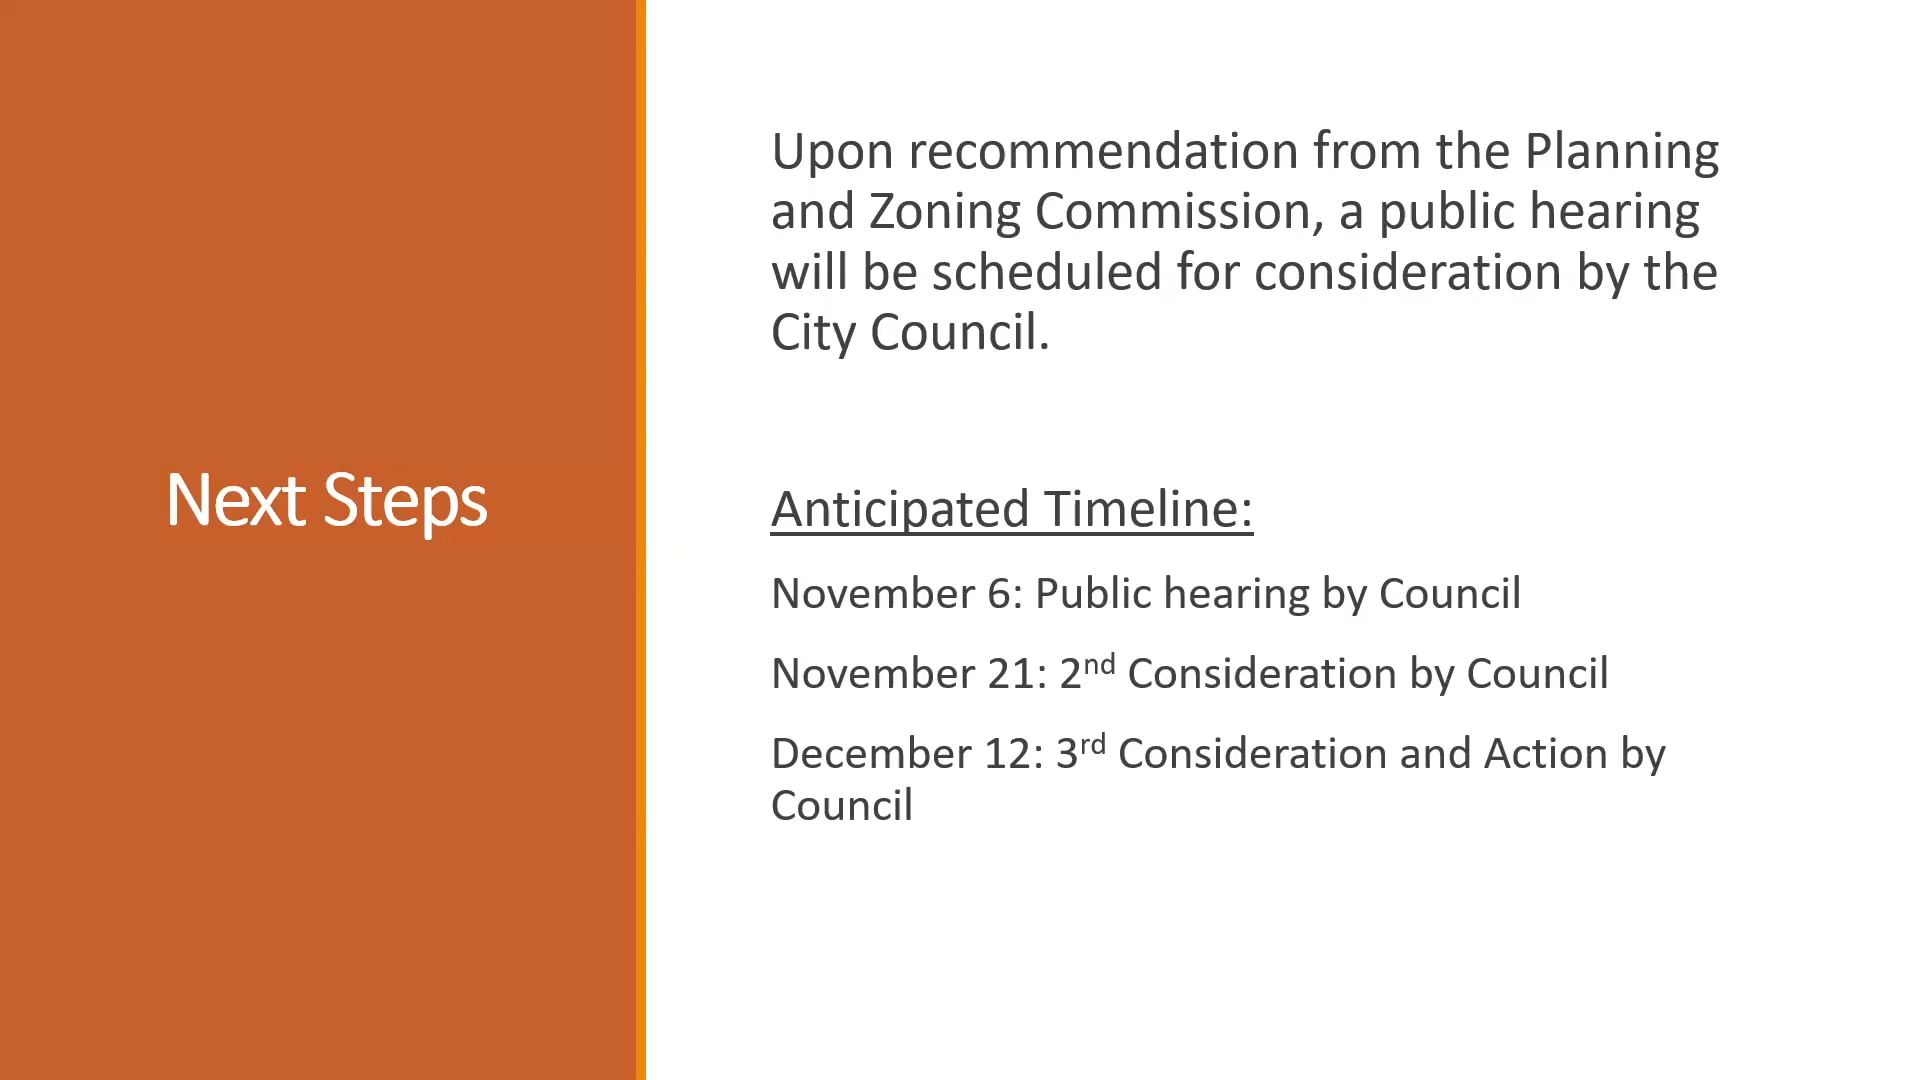 Next Steps
Upon recommendation from the Planning
and Zoning Commission, a public hearing
will be scheduled for consideration by the
City Council.
Anticipated Timeline:
November 6: Public hearing by Council
November 21: 2nd Consideration by Council
December 12: 3rd Consideration and Action by
Council